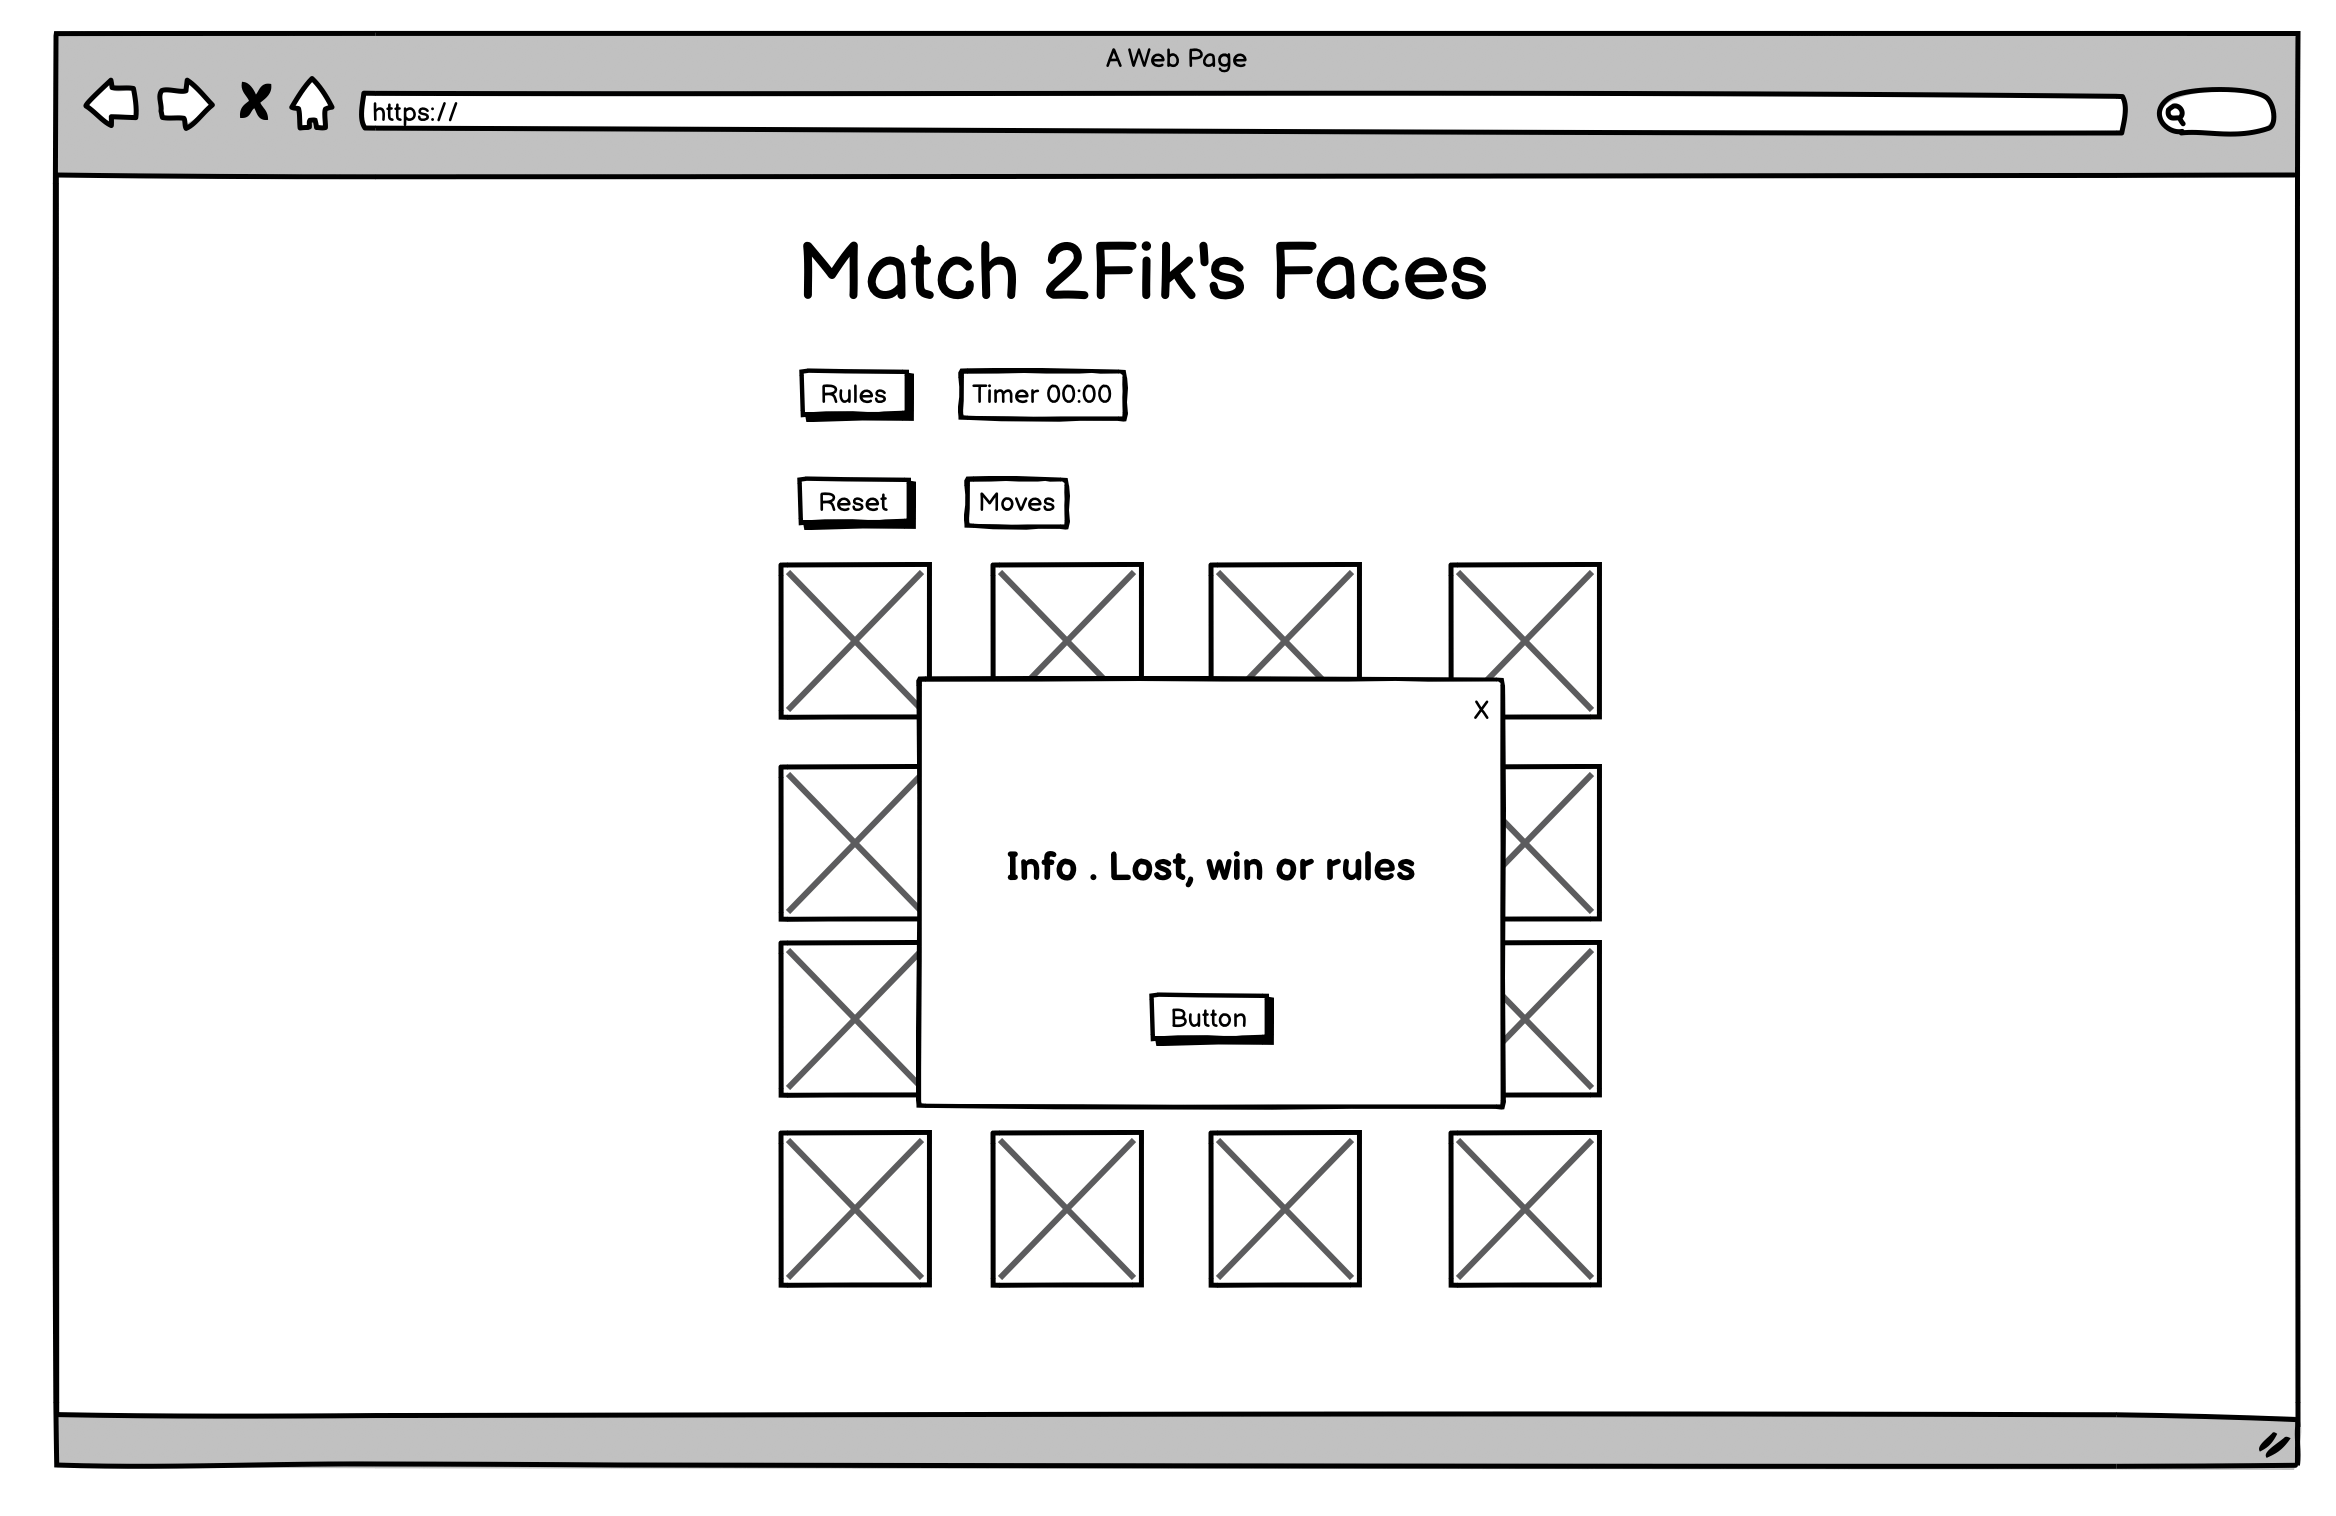 A Web Page
https://
Match 2Fik's Faces
Rules
Timer 00:00
Reset
Moves
X
Info . Lost, win or rules
Button